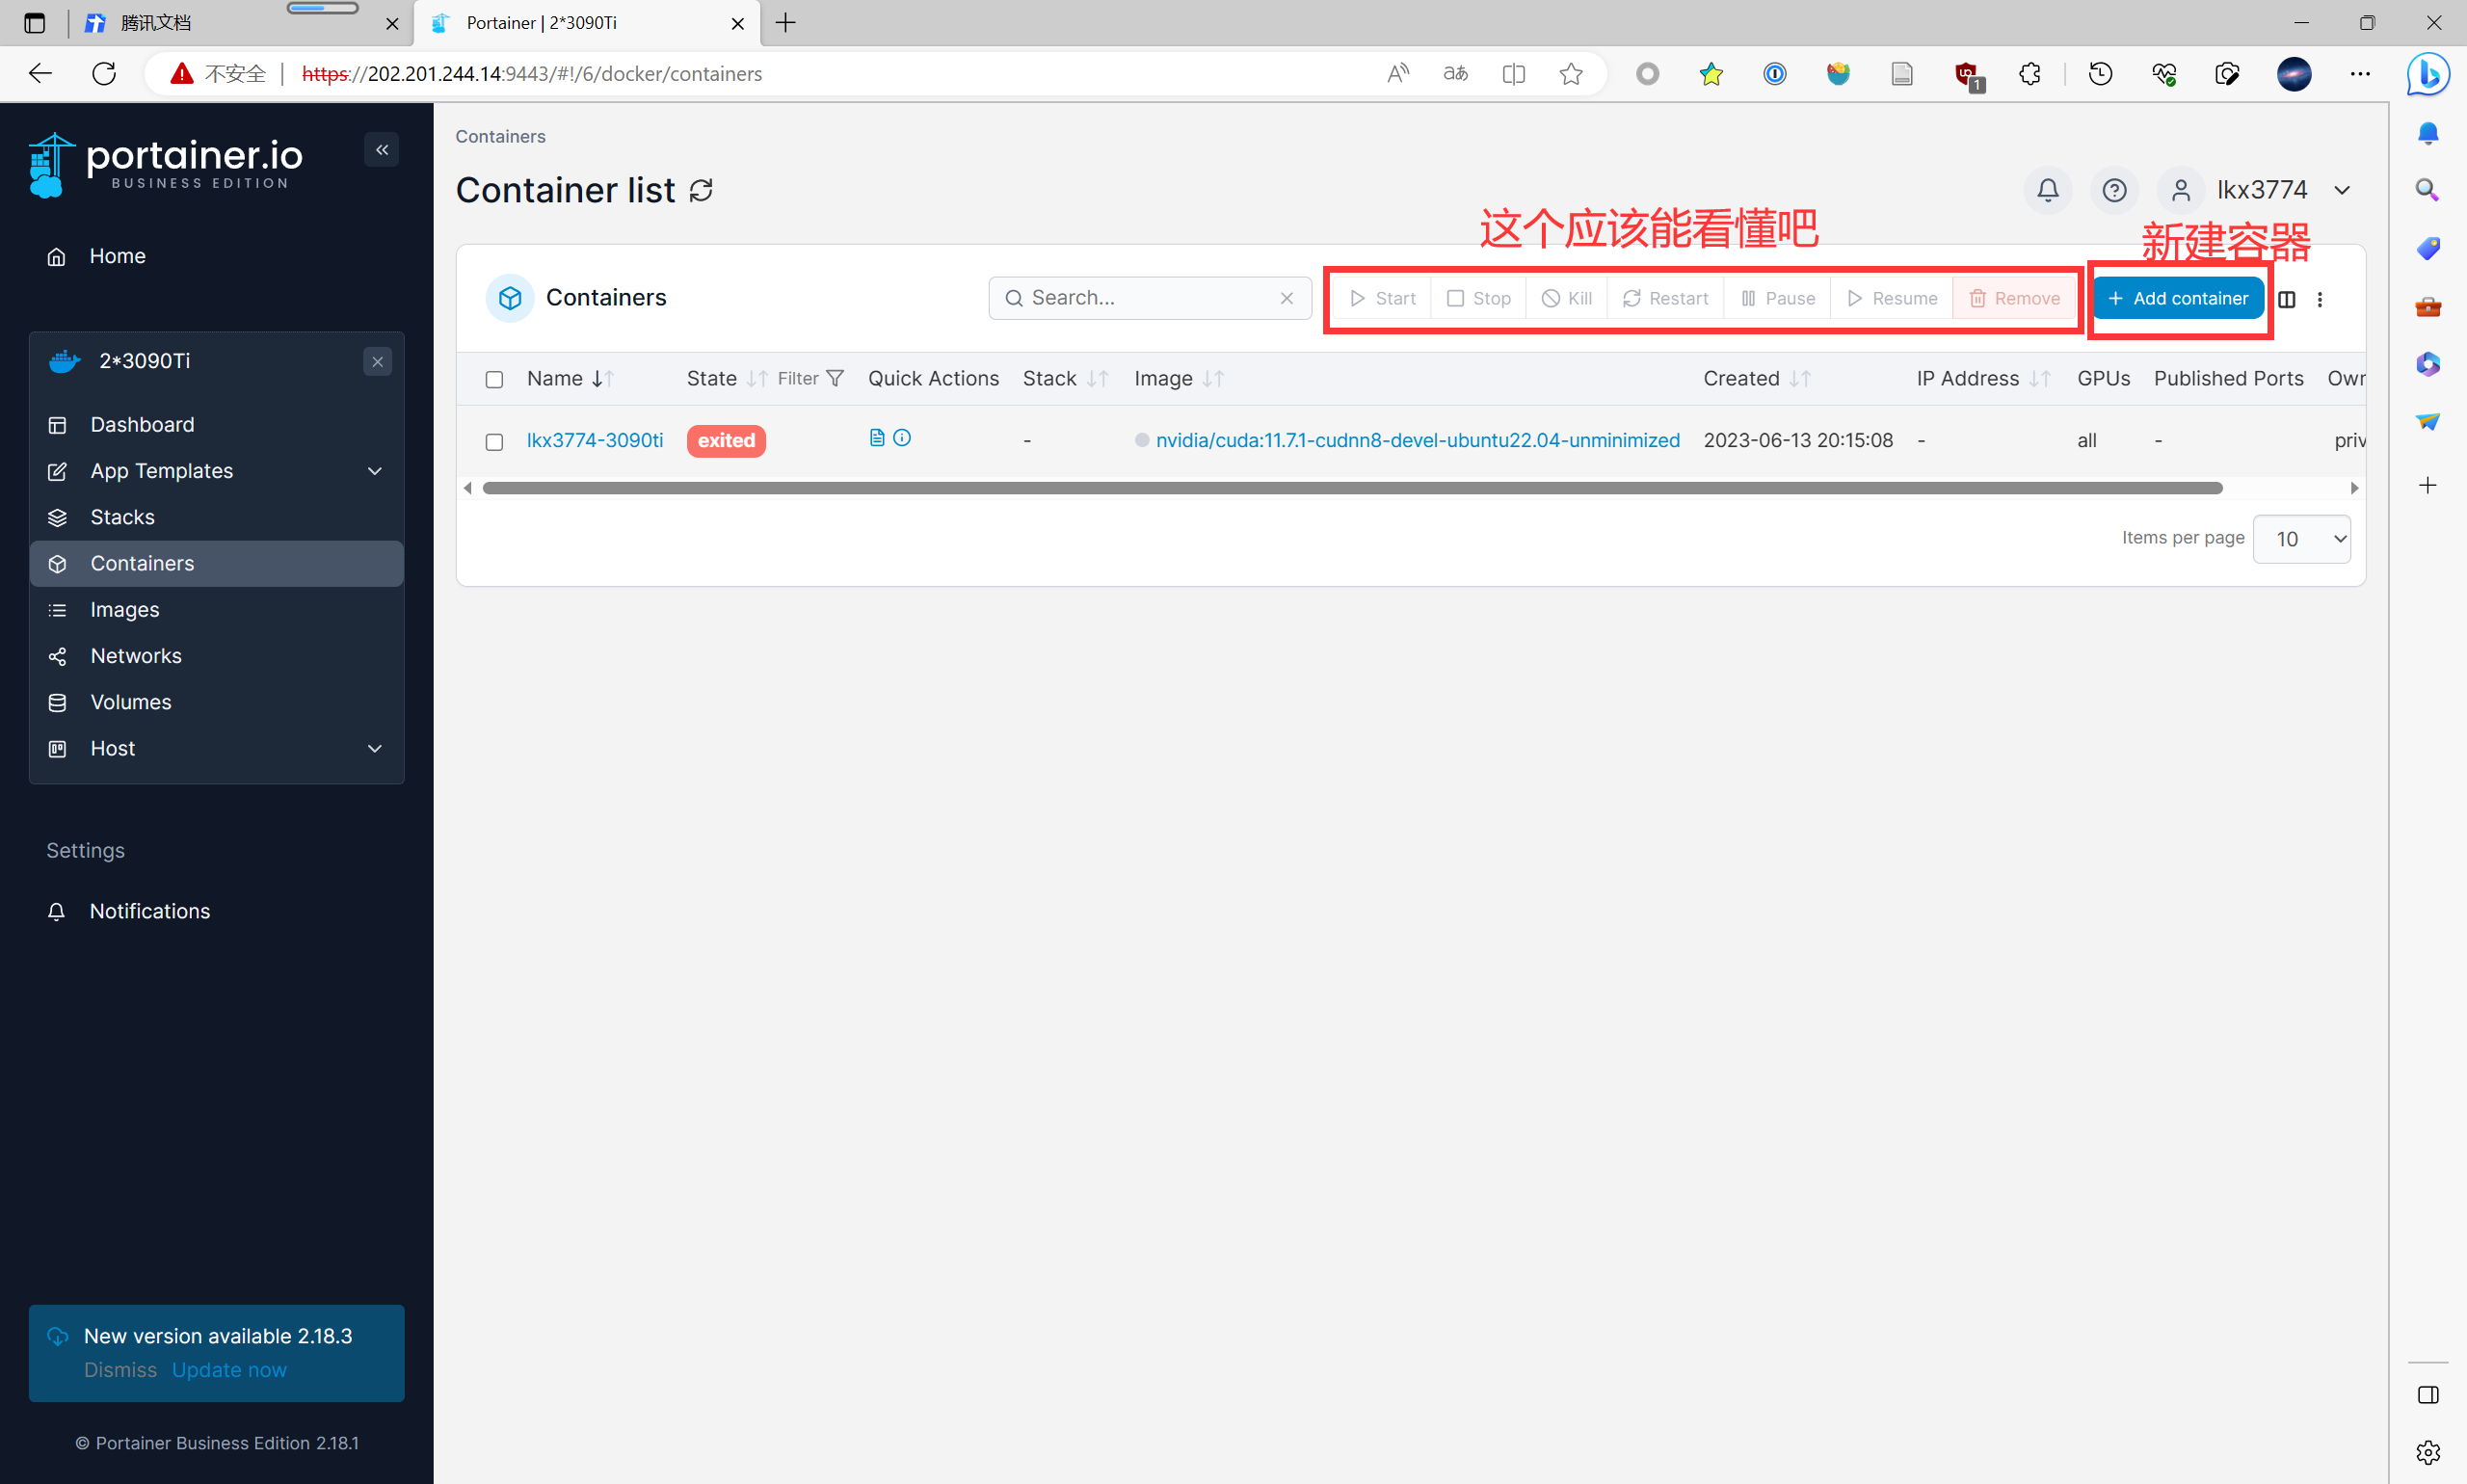 腾讯文档
Portainer | 2*3090Ti
不安全
https://202.201.244.14:9443/#!/6/docker/containers
1
portainer.io
BUSINESS EDITION
Home
2*3090Ti
Dashboard
App Templates
Stacks
Containers
Images
Networks
Volumes
Host
Settings
Notifications
New version available 2.18.3
Dismiss Update now
© Portainer Business Edition 2.18.1
Containers
Container list
lkx3774
这个应该能看懂吧
新建容器
Containers
Search...
Start Stop Kill Restart Pause Resume Remove
+ Add container
Name State Filter Quick Actions Stack Image Created IP Address GPUs Published Ports Owr
lkx3774-3090ti exited - nvidia/cuda:11.7.1-cudnn8-devel-ubuntu22.04-unminimized 2023-06-13 20:15:08 - all - priv
Items per page 10